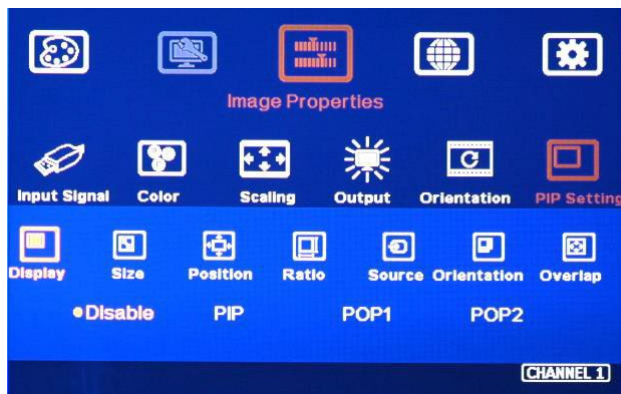 Image Properties
Input Signal Color Scaling Output Orientation PIP Setting
Display Size Position Ratio Source Orientation Overlap
Disable PIP POP1 POP2
CHANNEL 1